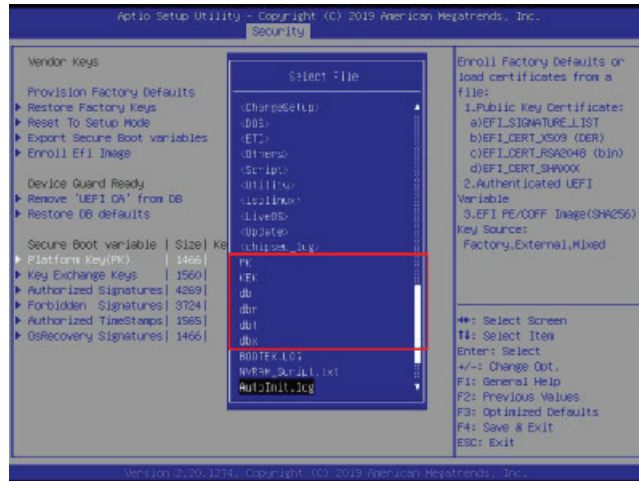 Aptio Setup Utility - Copyright (C) 2019 American Megatrends, Inc.
Security
Vendor Keys
Provision Factory Defaults
Restore Factory Keys
Reset To Setup Mode
Export Secure Boot variables
Enroll Efi Image
Device Guard Ready
Remove 'UEFI CA' from DB
Restore DB defaults
Secure Boot variable | Size| Ke
Platform Key(PK) | 1466|
Key Exchange Keys | 1560|
Authorized Signatures| 4269|
Forbidden Signatures| 3724|
Authorized TimeStamps| 1565|
OsRecovery Signatures| 1466|
Select File
<ChangeSetup>
<DOS>
<ETC>
<Others>
<Script>
<Utility>
<isolinux>
<LiveOS>
<Update>
<chipsec_log>
PK
KEK
db
dbr
dbt
dbx
BOOTEX.LOG
NVRAM_Script.txt
AutoInit.log
Enroll Factory Defaults or
load certificates from a
file:
1.Public Key Certificate:
a)EFI_SIGNATURE_LIST
b)EFI_CERT_X509 (DER)
c)EFI_CERT_RSA2048 (bin)
d)EFI_CERT_SHAXXX
2.Authenticated UEFI
Variable
3.EFI PE/COFF Image(SHA256)
Key Source:
Factory,External,Mixed
: Select Screen
: Select Item
Enter: Select
+/-: Change Opt.
F1: General Help
F2: Previous Values
F3: Optimized Defaults
F4: Save & Exit
ESC: Exit
Version 2.20.1274. Copyright (C) 2019 American Megatrends, Inc.